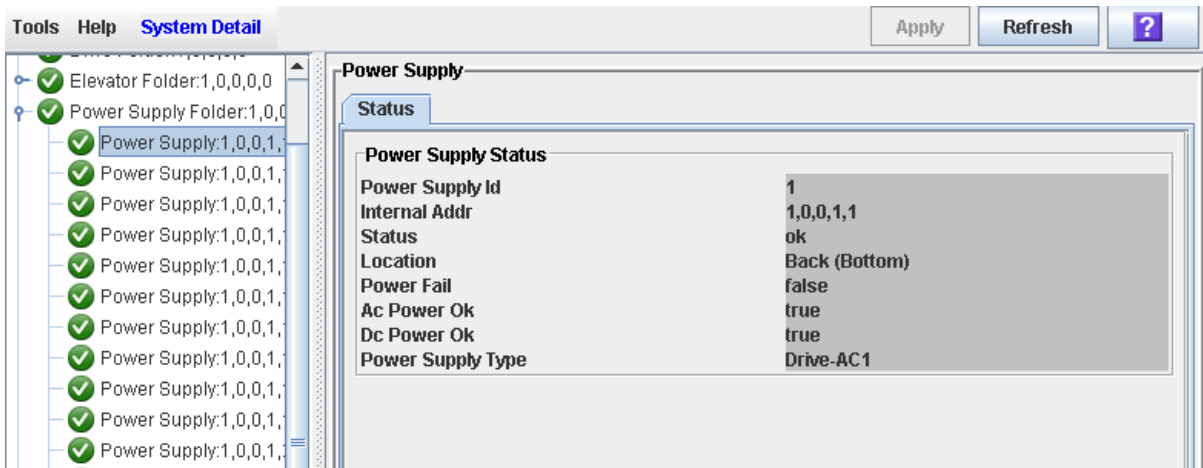 Tools Help System Detail Apply Refresh ?
Elevator Folder:1,0,0,0,0
Power Supply Folder:1,0,0
Power Supply:1,0,0,1,
Power Supply:1,0,0,1,
Power Supply:1,0,0,1,
Power Supply:1,0,0,1,
Power Supply:1,0,0,1,
Power Supply:1,0,0,1,
Power Supply:1,0,0,1,
Power Supply:1,0,0,1,
Power Supply:1,0,0,1,
Power Supply:1,0,0,1,
Power Supply:1,0,0,1,
Power Supply
Status
Power Supply Status
Power Supply Id 1
Internal Addr 1,0,0,1,1
Status ok
Location Back (Bottom)
Power Fail false
Ac Power Ok true
Dc Power Ok true
Power Supply Type Drive-AC1